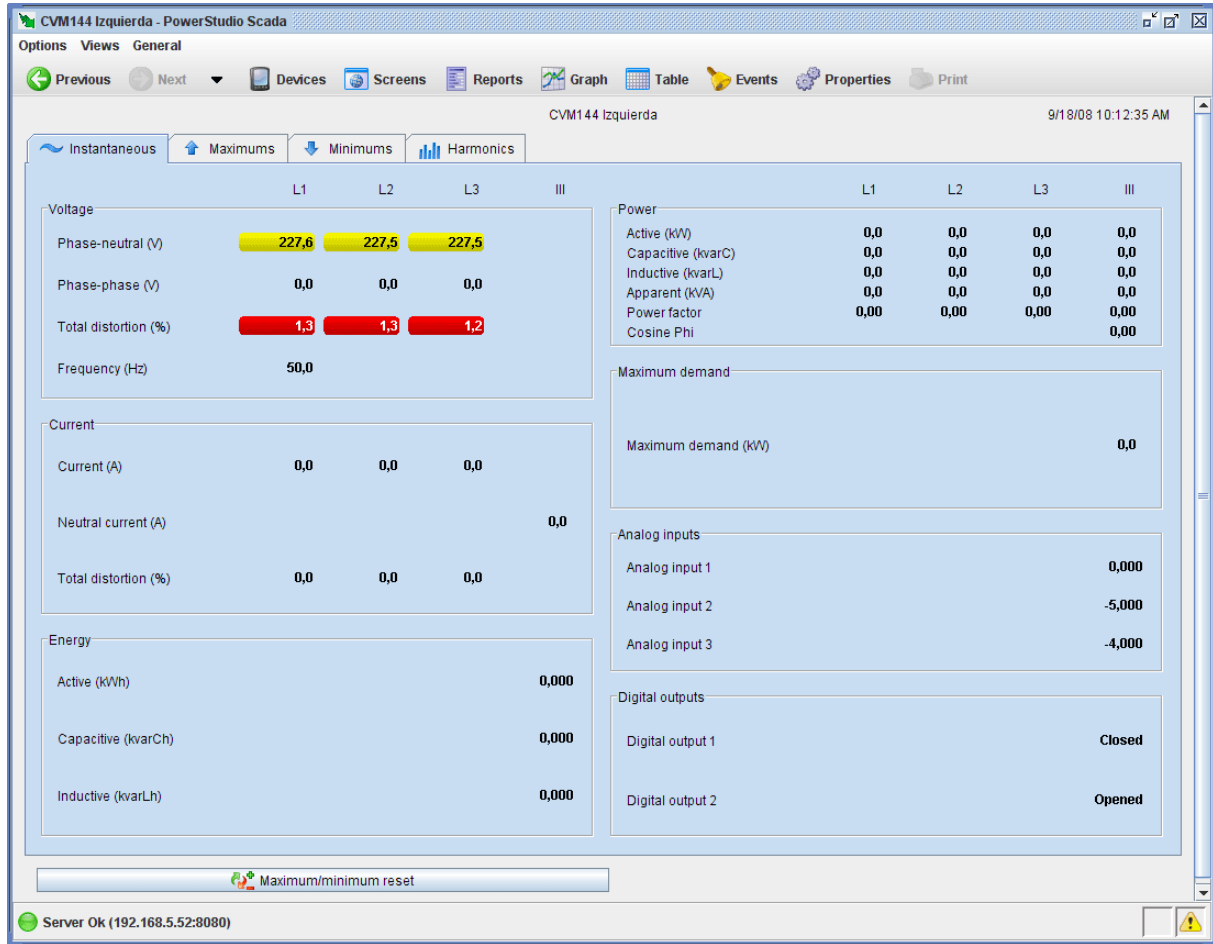 CVM144 Izquierda - PowerStudio Scada
Options Views General
Previous Next Devices Screens Reports Graph Table Events Properties Print
CVM144 Izquierda 9/18/08 10:12:35 AM
Instantaneous Maximums Minimums Harmonics
L1 L2 L3 III
Voltage
Phase-neutral (V) 227,6 227,5 227,5
Phase-phase (V) 0,0 0,0 0,0
Total distortion (%) 1,3 1,3 1,2
Frequency (Hz) 50,0
Current
Current (A) 0,0 0,0 0,0
Neutral current (A) 0,0
Total distortion (%) 0,0 0,0 0,0
Energy
Active (kWh) 0,000
Capacitive (kvarCh) 0,000
Inductive (kvarLh) 0,000
L1 L2 L3 III
Power
Active (kW) 0,0 0,0 0,0 0,0
Capacitive (kvarC) 0,0 0,0 0,0 0,0
Inductive (kvarL) 0,0 0,0 0,0 0,0
Apparent (kVA) 0,0 0,0 0,0 0,0
Power factor 0,00 0,00 0,00 0,00
Cosine Phi 0,00
Maximum demand
Maximum demand (kW) 0,0
Analog inputs
Analog input 1 0,000
Analog input 2 -5,000
Analog input 3 -4,000
Digital outputs
Digital output 1 Closed
Digital output 2 Opened
Maximum/minimum reset
Server Ok (192.168.5.52:8080)